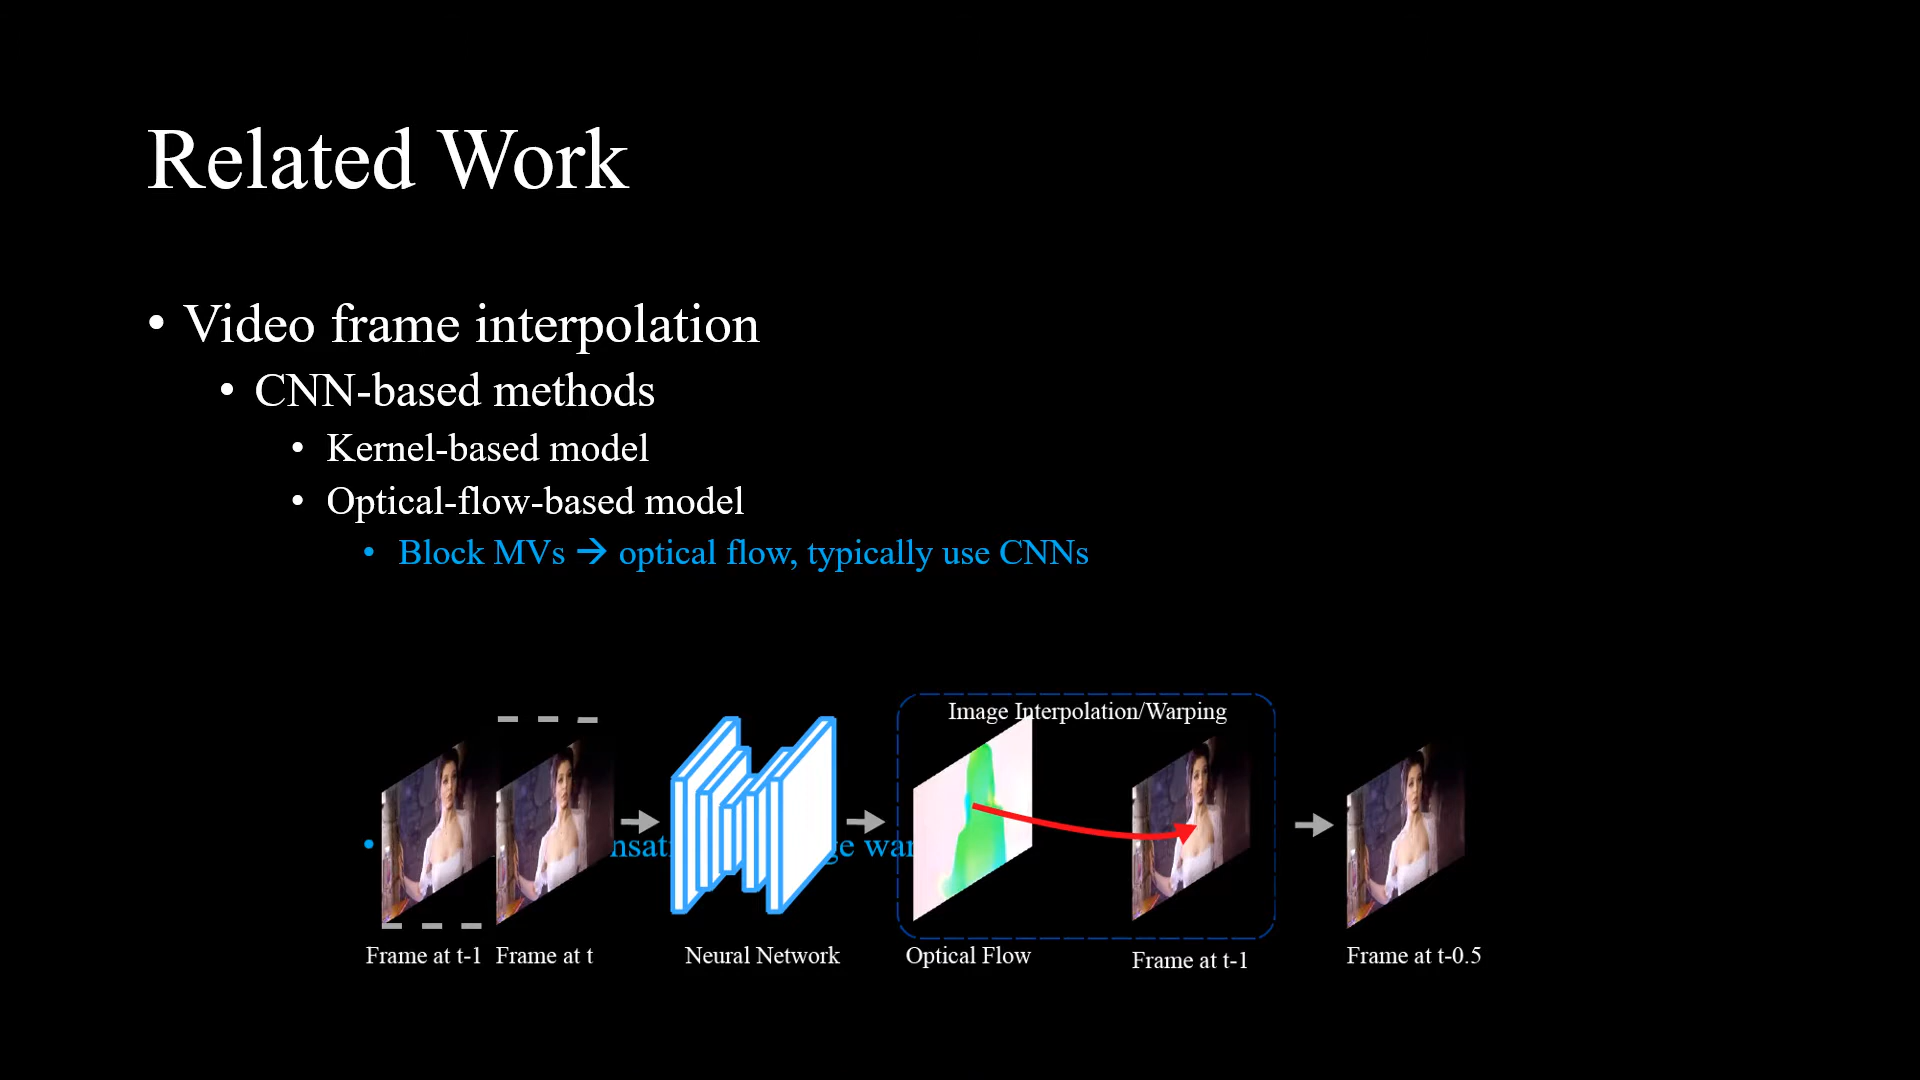 Related Work
• Video frame interpolation
• CNN-based methods
• Kernel-based model
• Optical-flow-based model
• Block MVs → optical flow, typically use CNNs
Image Interpolation/Warping
•
Frame at t-1 Frame at t Neural Network Optical Flow Frame at t-1 Frame at t-0.5